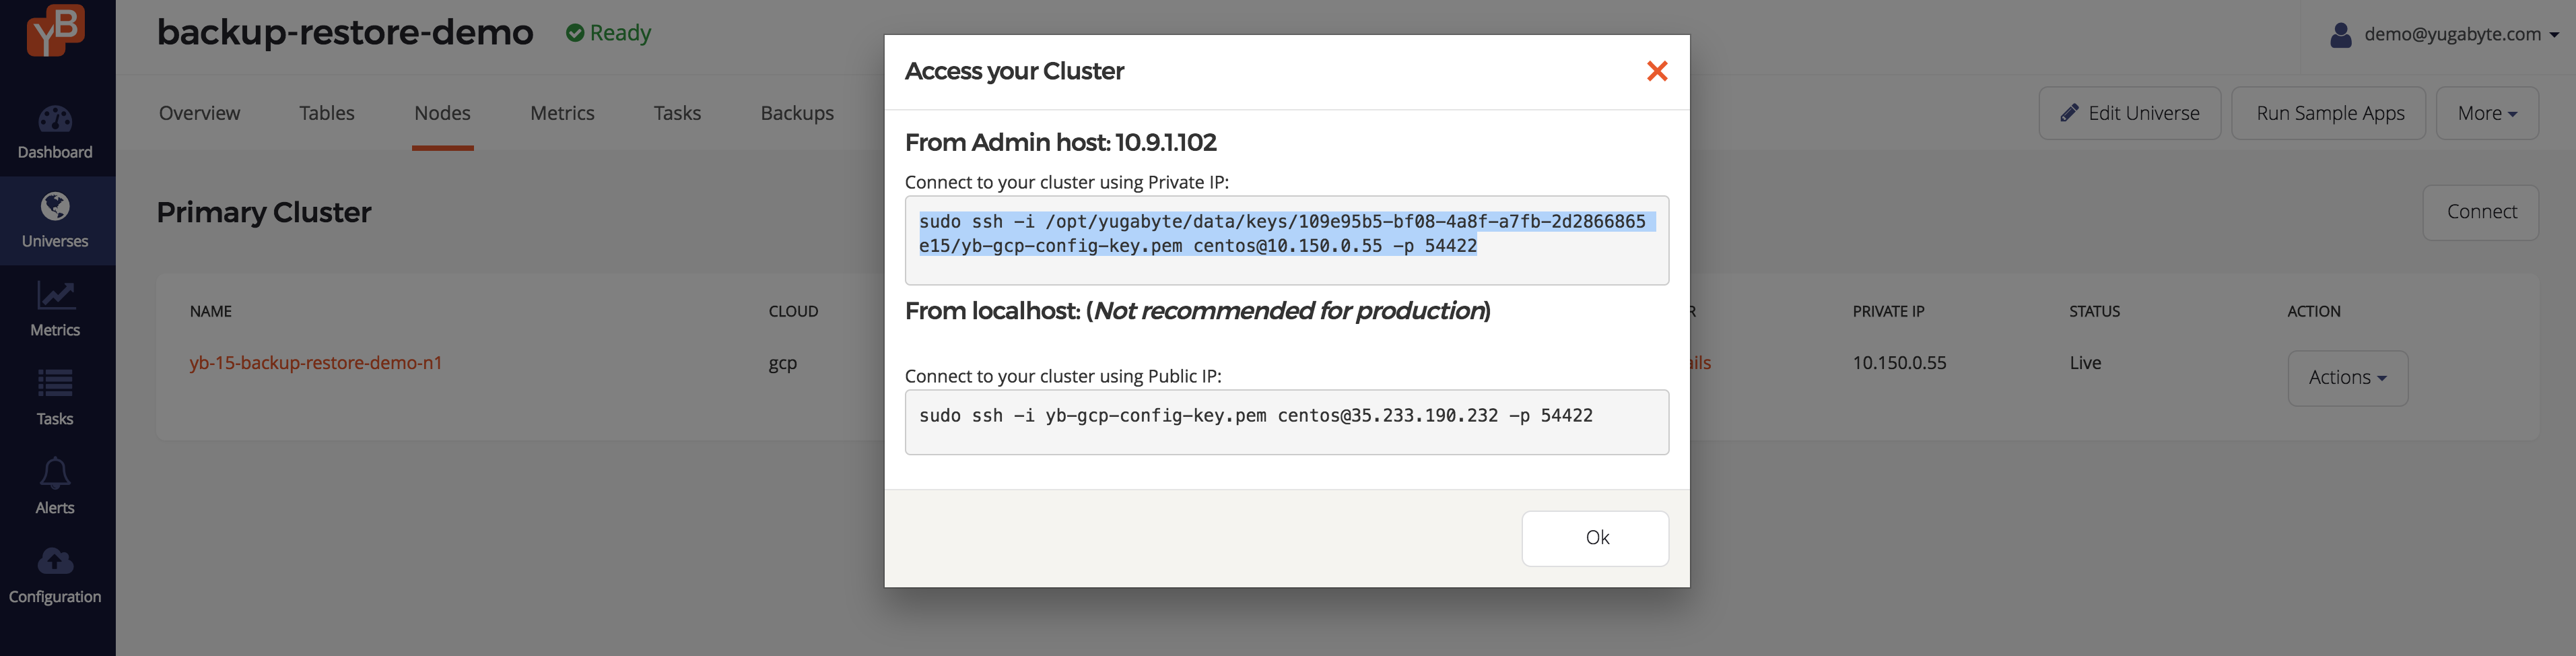 YB
backup-restore-demo
Ready
demo@yugabyte.com
Dashboard
Universes
Metrics
Tasks
Alerts
Configuration
Overview
Tables
Nodes
Metrics
Tasks
Backups
Edit Universe
Run Sample Apps
More
Primary Cluster
Connect
NAME
CLOUD
R
PRIVATE IP
STATUS
ACTION
yb-15-backup-restore-demo-n1
gcp
ails
10.150.0.55
Live
Actions
Access your Cluster
From Admin host: 10.9.1.102
Connect to your cluster using Private IP:
sudo ssh -i /opt/yugabyte/data/keys/109e95b5-bf08-4a8f-a7fb-2d2866865
e15/yb-gcp-config-key.pem centos@10.150.0.55 -p 54422
From localhost: (Not recommended for production)
Connect to your cluster using Public IP:
sudo ssh -i yb-gcp-config-key.pem centos@35.233.190.232 -p 54422
Ok